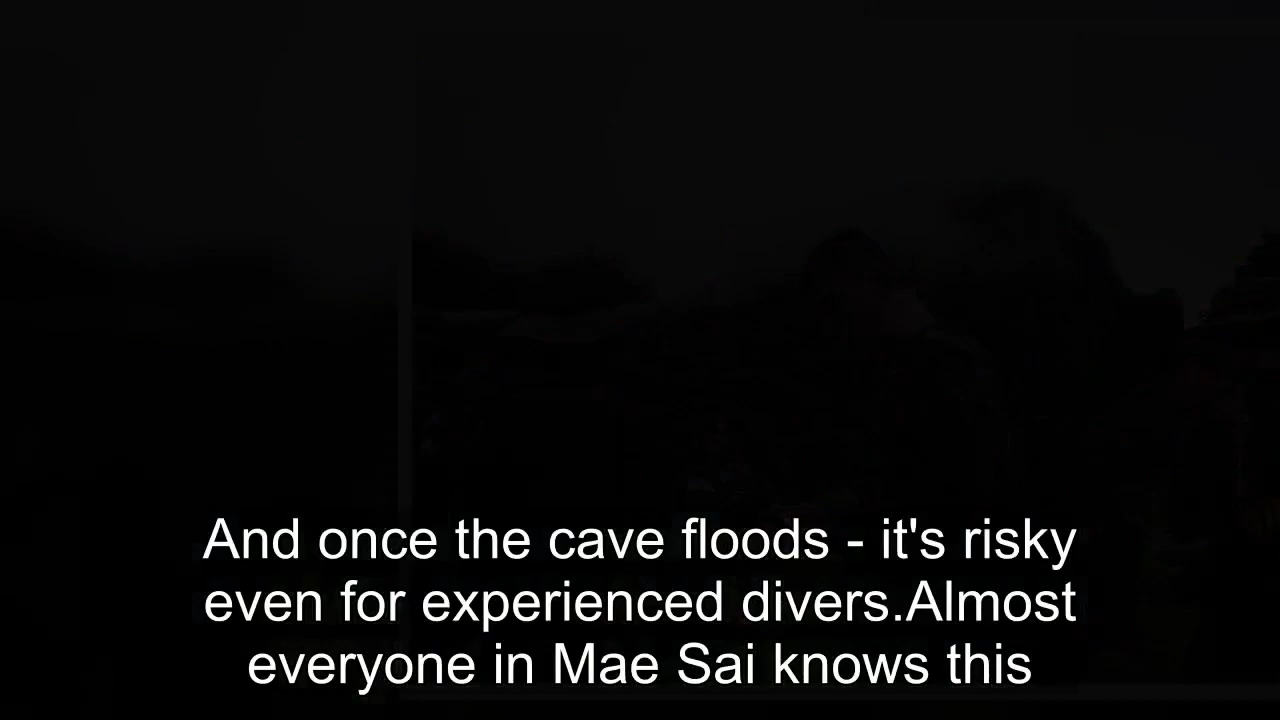 And once the cave floods - it's risky
even for experienced divers.Almost
everyone in Mae Sai knows this